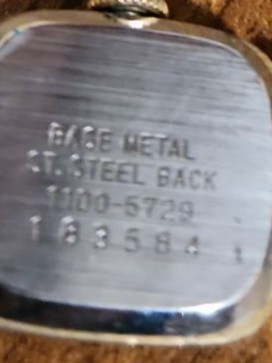 BASE METAL
ST. STEEL BACK
1100-5729
183584